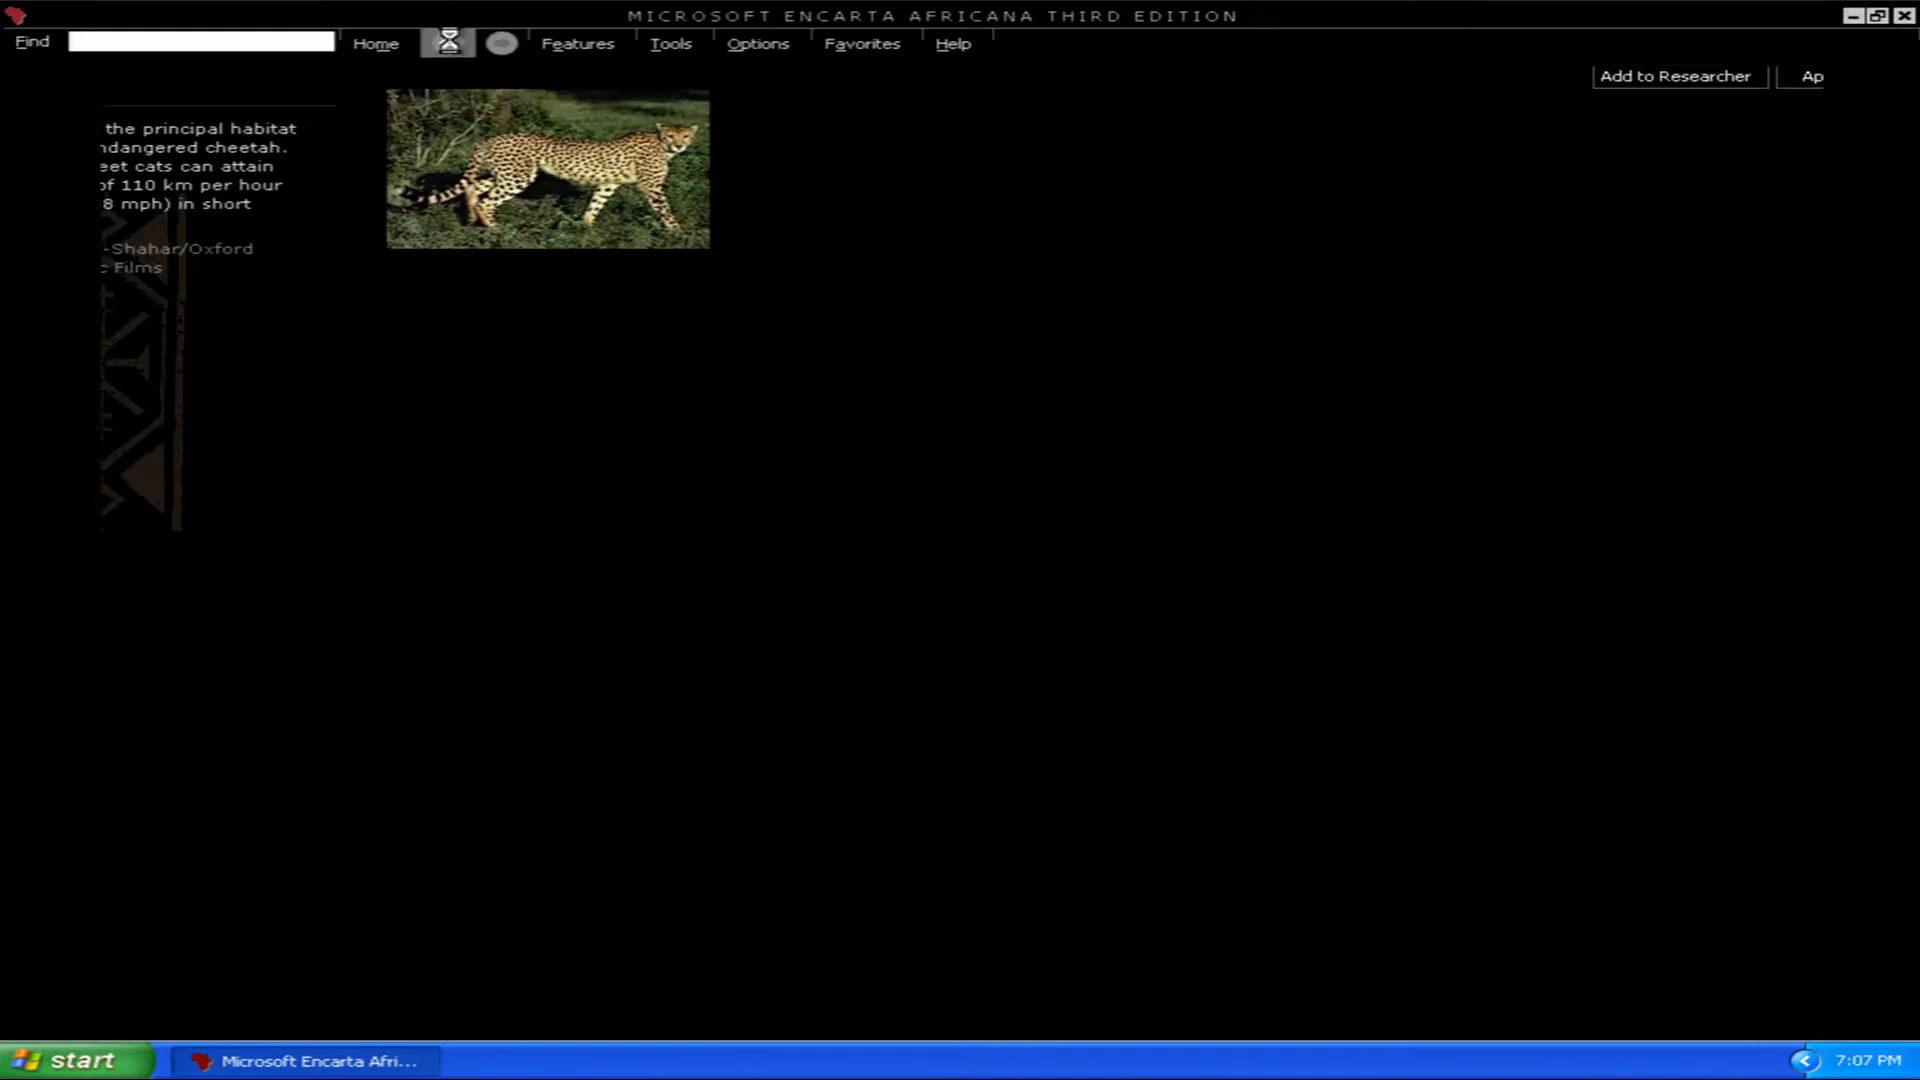 MICROSOFT ENCARTA AFRICANA THIRD EDITION
Find
Home
Features
Tools
Options
Favorites
Help
Add to Researcher
Ap
the principal habitat
ndangered cheetah.
eet cats can attain
of 110 km per hour
8 mph) in short
-Shahar/Oxford
c Films
start
Microsoft Encarta Afri...
7:07 PM